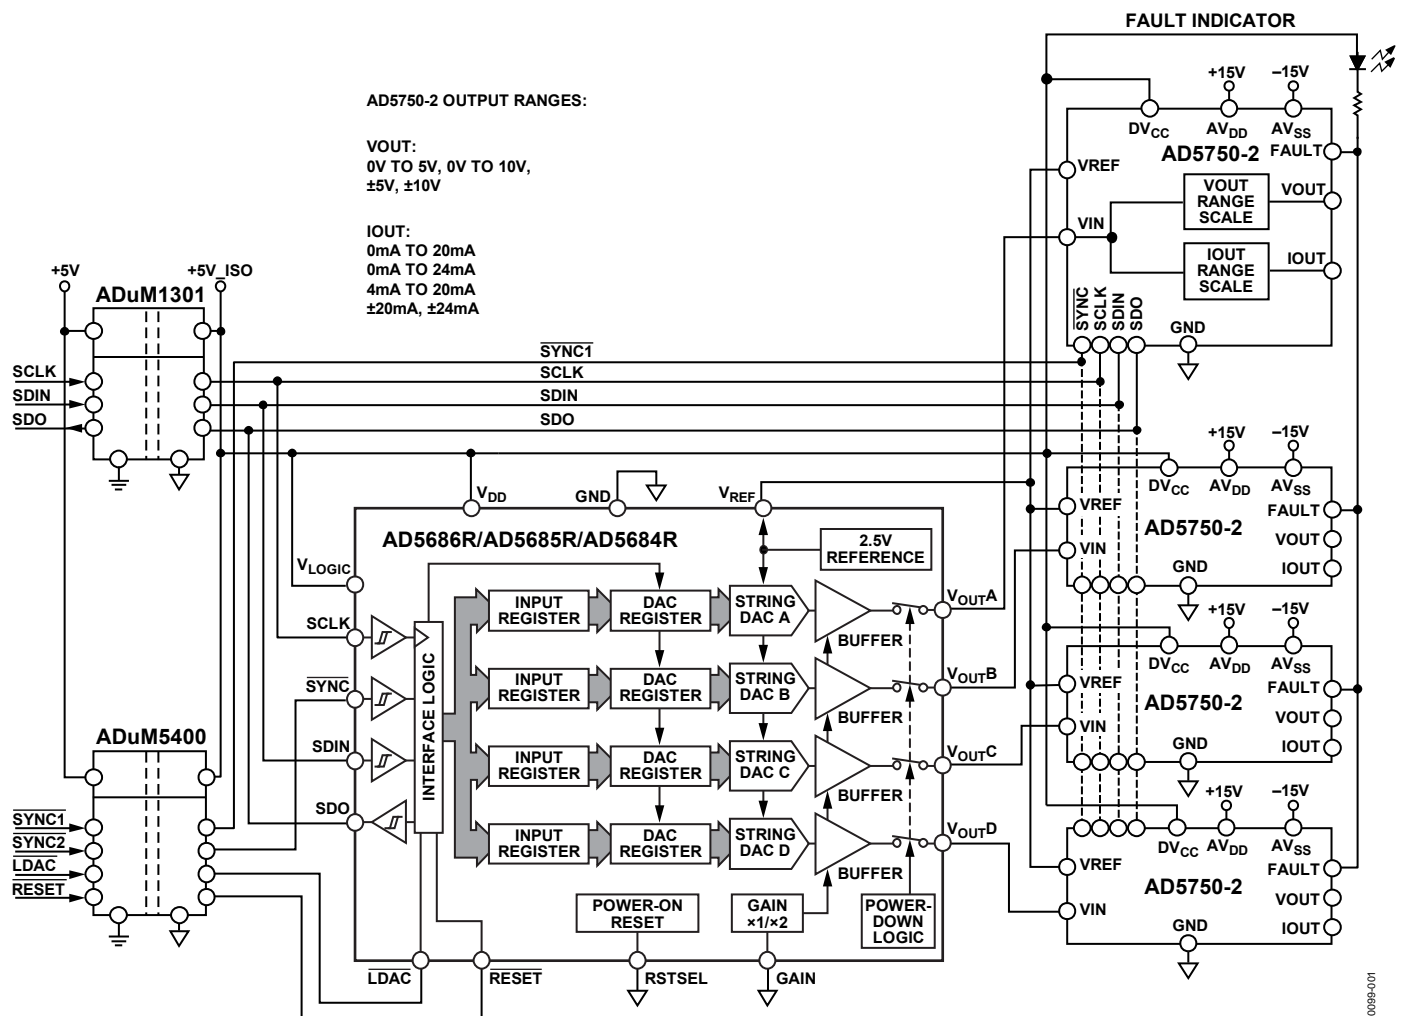 FAULT INDICATOR
AD5750-2 OUTPUT RANGES:
VOUT:
0V TO 5V, 0V TO 10V,
±5V, ±10V
IOUT:
0mA TO 20mA
0mA TO 24mA
4mA TO 20mA
±20mA, ±24mA
+15V
–15V
DVCC
AVDD
AVSS
AD5750-2
FAULT
VREF
VOUT
RANGE
SCALE
VOUT
VIN
IOUT
RANGE
SCALE
IOUT
SYNC
SCLK
SDIN
SDO
GND
+5V
+5V_ISO
ADuM1301
SCLK
SDIN
SDO
SYNC1
SCLK
SDIN
SDO
+15V
–15V
DVCC
AVDD
AVSS
VREF
FAULT
AD5750-2
VOUT
VIN
GND
IOUT
VDD
GND
VREF
AD5686R/AD5685R/AD5684R
2.5V
REFERENCE
VLOGIC
SCLK
SYNC
SDIN
SDO
INTERFACE LOGIC
INPUT
REGISTER
DAC
REGISTER
STRING
DAC A
BUFFER
VOUTA
INPUT
REGISTER
DAC
REGISTER
STRING
DAC B
BUFFER
VOUTB
INPUT
REGISTER
DAC
REGISTER
STRING
DAC C
BUFFER
VOUTC
INPUT
REGISTER
DAC
REGISTER
STRING
DAC D
BUFFER
VOUTD
POWER-ON
RESET
GAIN
×1/×2
POWER-
DOWN
LOGIC
LDAC
RESET
RSTSEL
GAIN
+15V
–15V
DVCC
AVDD
AVSS
VREF
FAULT
AD5750-2
VOUT
VIN
GND
IOUT
ADuM5400
SYNC1
SYNC2
LDAC
RESET
+15V
–15V
DVCC
AVDD
AVSS
VREF
FAULT
AD5750-2
VOUT
VIN
GND
IOUT
0099-001